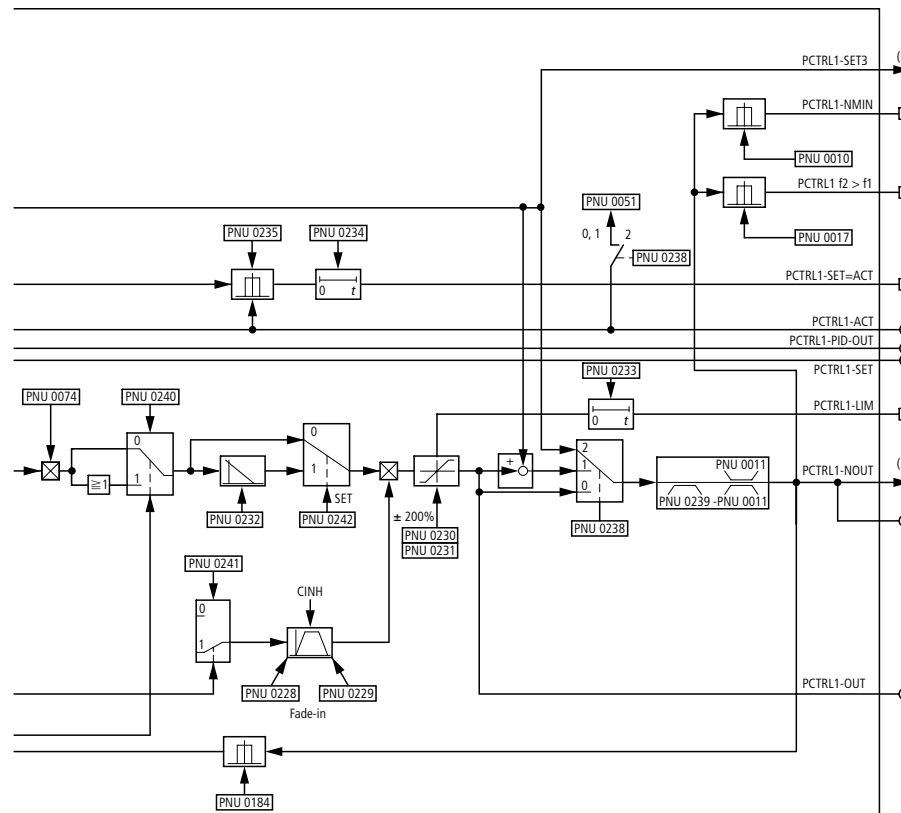 PCTRL1-SET3
(
PCTRL1-NMIN
PNU 0010
PCTRL1 f2 > f1
PNU 0051
PNU 0235
PNU 0234
0, 1
2
PNU 0238
PNU 0017
0 t
PCTRL1-SET=ACT
PCTRL1-ACT
PCTRL1-PID-OUT
PCTRL1-SET
PNU 0233
PNU 0074
PNU 0240
0 t
PCTRL1-LIM
0
0
+
2
1
PNU 0011
PCTRL1-NOUT
(
1
≧1
1
SET
0
PNU 0239 -PNU 0011
PNU 0232
PNU 0242
± 200%
PNU 0230
PNU 0231
PNU 0238
PNU 0241
CINH
0
1
PNU 0228
PNU 0229
PCTRL1-OUT
Fade-in
PNU 0184